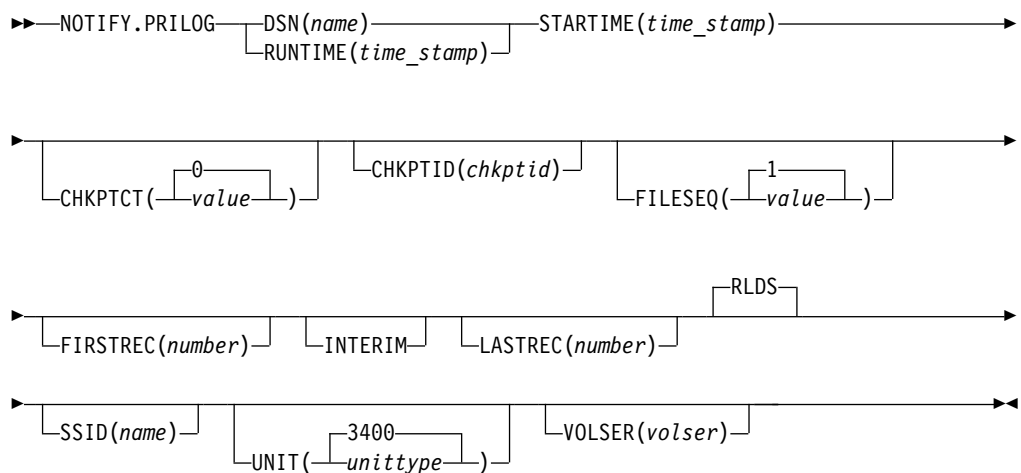 NOTIFY.PRILOG DSN(name) STARTIME(time_stamp)
RUNTIME(time_stamp)
0 CHKPTID(chkptid) 1
CHKPTCT( value ) FILESEQ( value )
RLDS
FIRSTREC(number) INTERIM LASTREC(number)
SSID(name) 3400 VOLSER(volser)
UNIT( unittype )